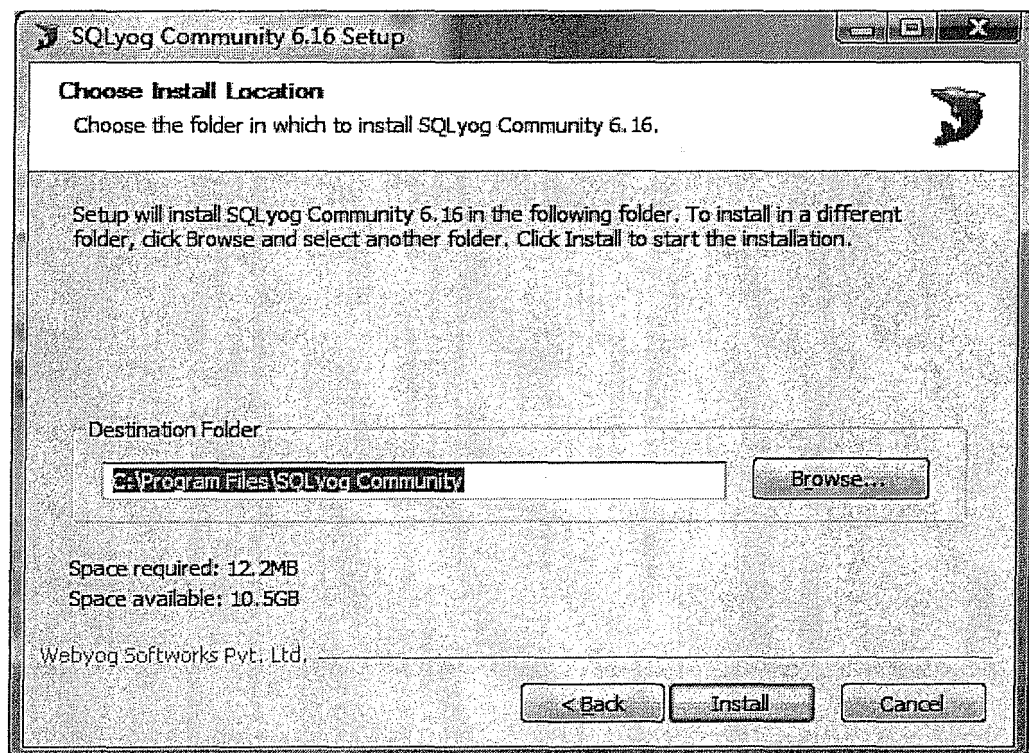 SQLyog Community 6.16 Setup
Choose Install Location
Choose the folder in which to install SQLyog Community 6.16.
Setup will install SQLyog Community 6.16 in the following folder. To install in a different
folder, click Browse and select another folder. Click Install to start the installation.
Destination Folder
C:\Program Files\SQLyog Community
Browse...
Space required: 12.2MB
Space available: 10.5GB
Webyog Softworks Pvt. Ltd.
< Back
Install
Cancel